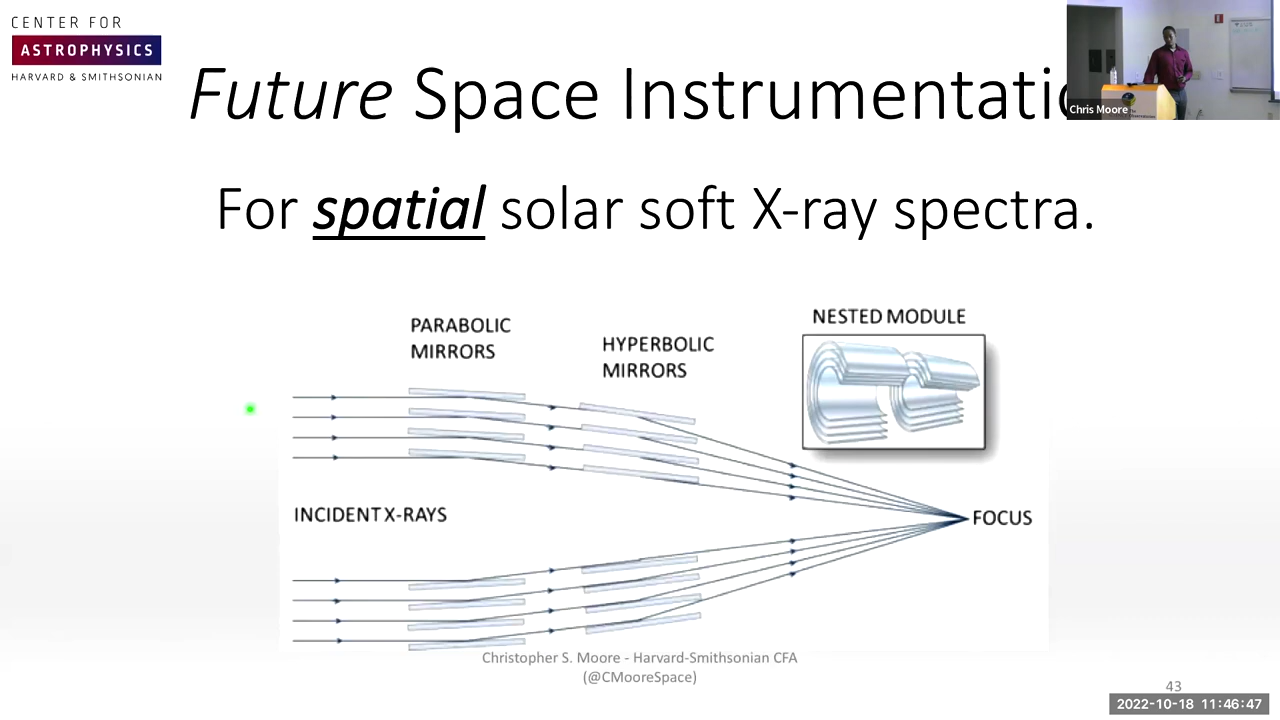 CENTER FOR
ASTROPHYSICS
HARVARD & SMITHSONIAN
Future Space Instrumentatio
Chris Moore
For spatial solar soft X-ray spectra.
NESTED MODULE
PARABOLIC
MIRRORS
HYPERBOLIC
MIRRORS
INCIDENT X-RAYS
FOCUS
Christopher S. Moore - Harvard-Smithsonian CFA
(@CMooreSpace)
43
2022-10-18 11:46:47